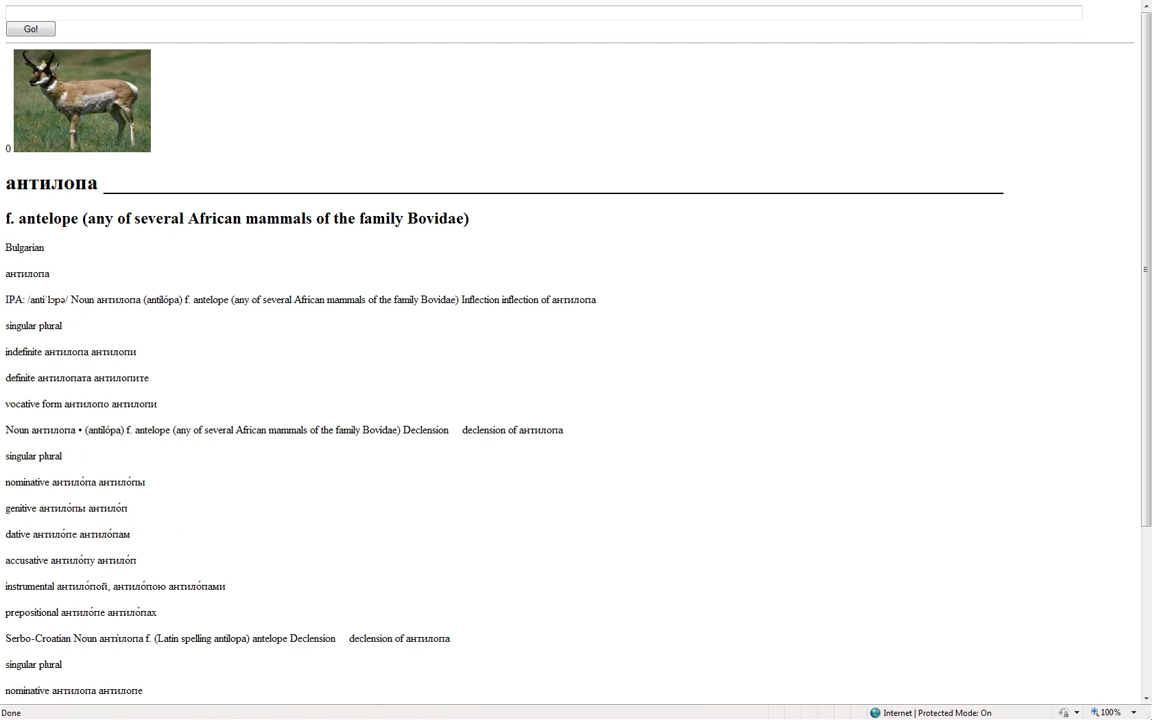 Go!
0
антилопа
f. antelope (any of several African mammals of the family Bovidae)
Bulgarian
антилопа
IPA: /antiˈlɔpə/ Noun антилопа (antilópa) f. antelope (any of several African mammals of the family Bovidae) Inflection inflection of антилопа
singular plural
indefinite антилопа антилопи
definite антилопата антилопите
vocative form антилопо антилопи
Noun антилопа • (antilópa) f. antelope (any of several African mammals of the family Bovidae) Declension declension of антилопа
singular plural
nominative антило́па антило́пы
genitive антило́пы антило́п
dative антило́пе антило́пам
accusative антило́пу антило́п
instrumental антило́пой, антило́пою антило́пами
prepositional антило́пе антило́пах
Serbo-Croatian Noun анти̏лопа f. (Latin spelling antilopa) antelope Declension declension of антилопа
singular plural
nominative антилопа антилопе
Done
Internet | Protected Mode: On
100%